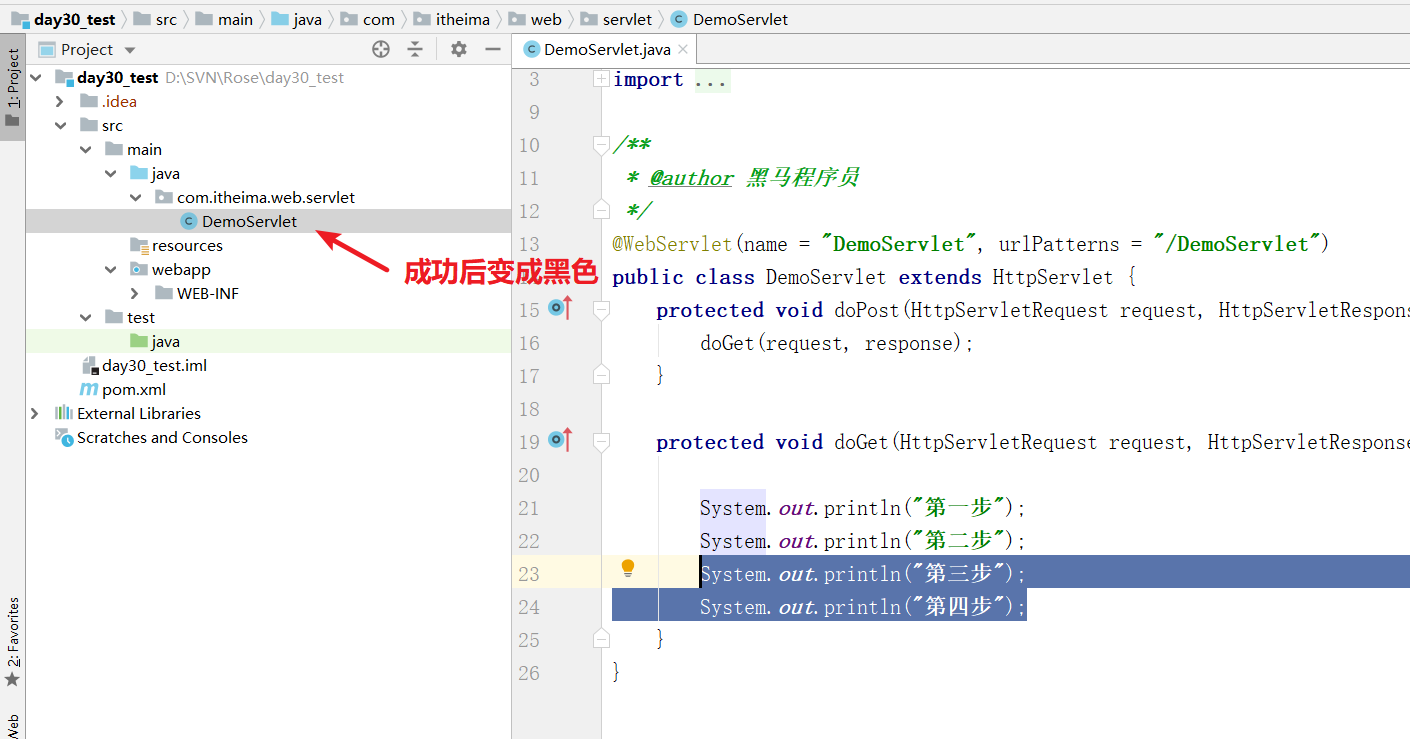 day30_test src main java com itheima web servlet DemoServlet
1: Project
Project
DemoServlet.java
day30_test D:\SVN\Rose\day30_test
.idea
src
main
java
com.itheima.web.servlet
DemoServlet
resources
webapp
WEB-INF
test
java
day30_test.iml
pom.xml
External Libraries
Scratches and Consoles
成功后变成黑色
2: Favorites
Web
3 import ...
9
10 /**
11 * @author 黑马程序员
12 */
13 @WebServlet(name = "DemoServlet", urlPatterns = "/DemoServlet")
public class DemoServlet extends HttpServlet {
15 protected void doPost(HttpServletRequest request, HttpServletRespons
16 doGet(request, response);
17 }
18
19 protected void doGet(HttpServletRequest request, HttpServletResponse
20
21 System.out.println("第一步");
22 System.out.println("第二步");
23 System.out.println("第三步");
24 System.out.println("第四步");
25 }
26 }